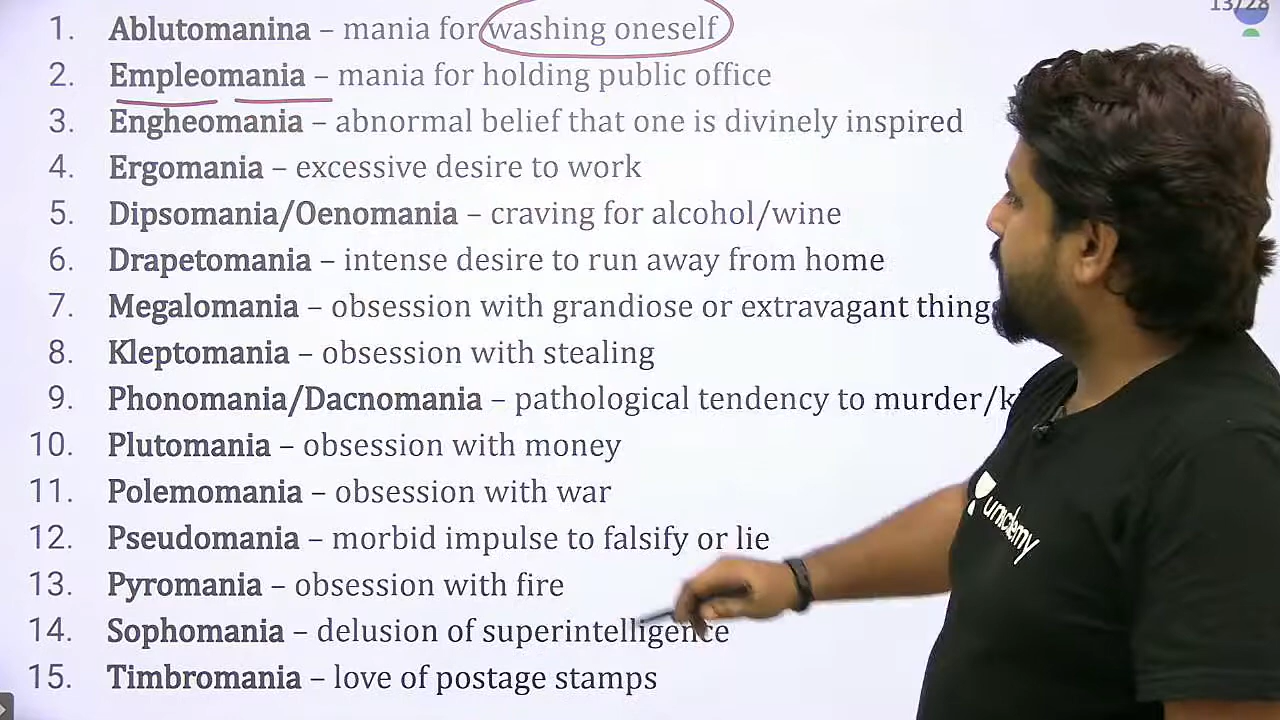 13/28
1. Ablutomanina – mania for washing oneself
2. Empleomania – mania for holding public office
3. Engheomania – abnormal belief that one is divinely inspired
4. Ergomania – excessive desire to work
5. Dipsomania/Oenomania – craving for alcohol/wine
6. Drapetomania – intense desire to run away from home
7. Megalomania – obsession with grandiose or extravagant things
8. Kleptomania – obsession with stealing
9. Phonomania/Dacnomania – pathological tendency to murder/k
10. Plutomania – obsession with money
11. Polemomania – obsession with war
12. Pseudomania – morbid impulse to falsify or lie
13. Pyromania – obsession with fire
14. Sophomania – delusion of superintelligence
15. Timbromania – love of postage stamps